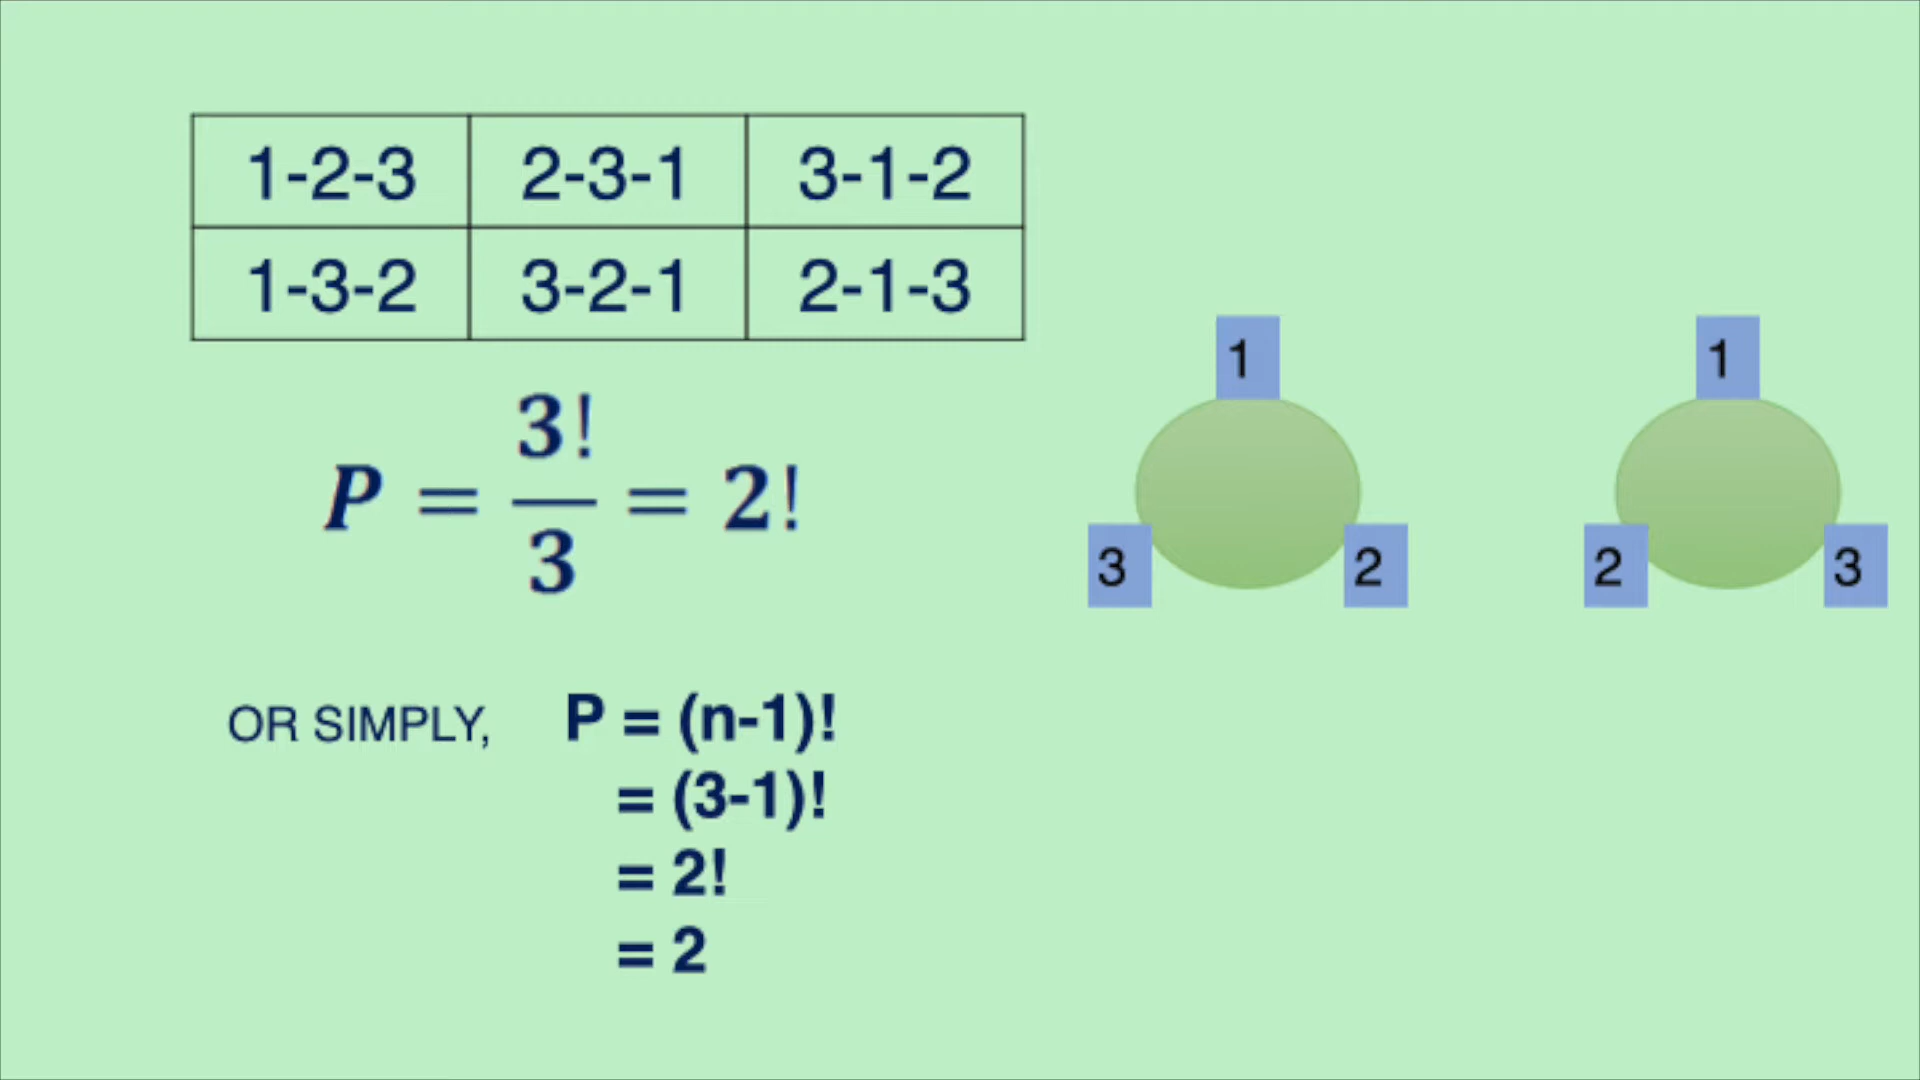 1-2-3 2-3-1 3-1-2
1-3-2 3-2-1 2-1-3
P = 3!/3 = 2!
OR SIMPLY, P = (n-1)!
= (3-1)!
= 2!
= 2
1
3 2
1
2 3